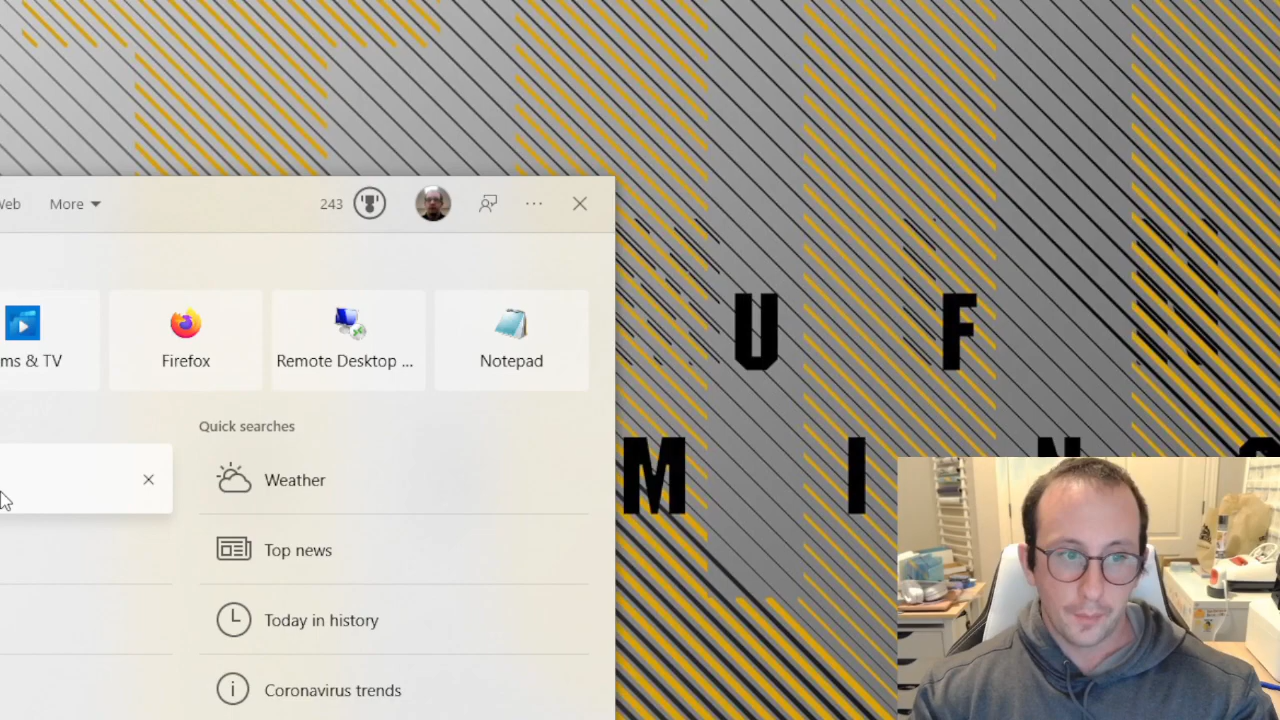 Web More 243
ms & TV
Firefox
Remote Desktop ...
Notepad
Quick searches
Weather
Top news
Today in history
Coronavirus trends
U F
M I N G